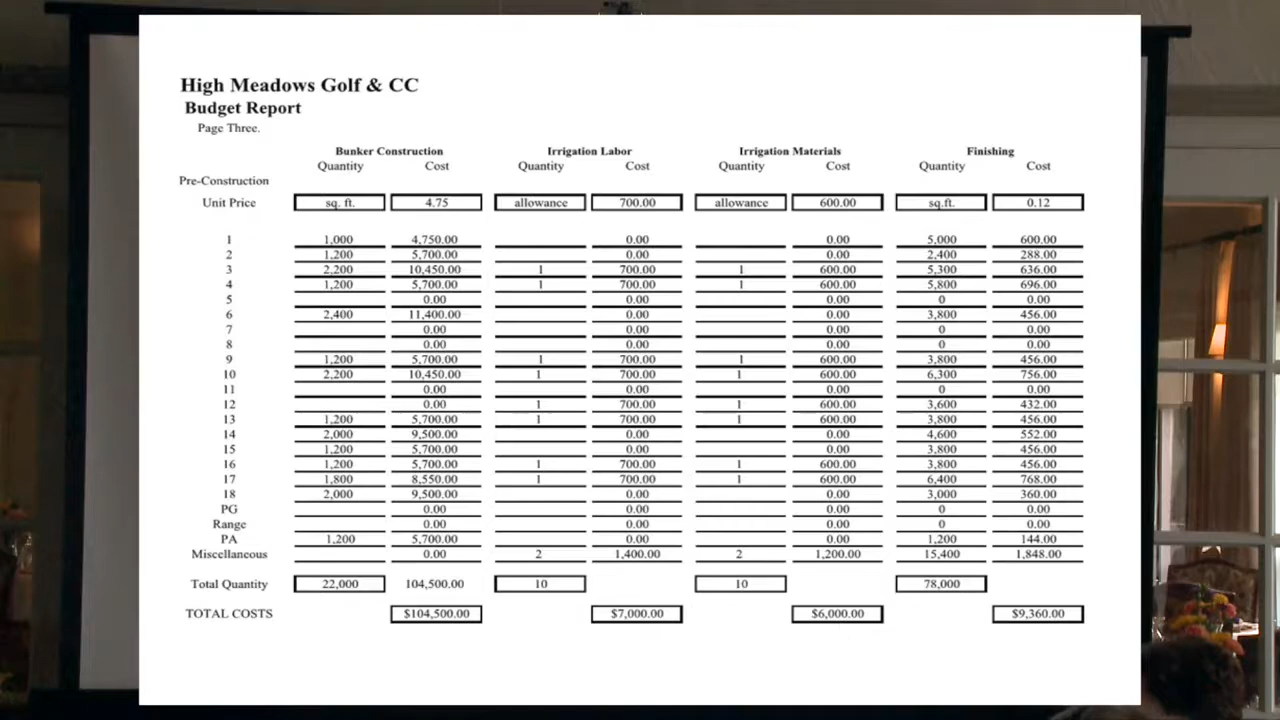 High Meadows Golf & CC
Budget Report
Page Three.
Bunker Construction Irrigation Labor Irrigation Materials Finishing
Quantity Cost Quantity Cost Quantity Cost Quantity Cost
Pre-Construction
Unit Price sq. ft. 4.75 allowance 700.00 allowance 600.00 sq.ft. 0.12
1 1,000 4,750.00 0.00 0.00 5,000 600.00
2 1,200 5,700.00 0.00 0.00 2,400 288.00
3 2,200 10,450.00 1 700.00 1 600.00 5,300 636.00
4 1,200 5,700.00 1 700.00 1 600.00 5,800 696.00
5 0.00 0.00 0.00 0 0.00
6 2,400 11,400.00 0.00 0.00 3,800 456.00
7 0.00 0.00 0.00 0 0.00
8 0.00 0.00 0.00 0 0.00
9 1,200 5,700.00 1 700.00 1 600.00 3,800 456.00
10 2,200 10,450.00 1 700.00 1 600.00 6,300 756.00
11 0.00 0.00 0.00 0 0.00
12 0.00 1 700.00 1 600.00 3,600 432.00
13 1,200 5,700.00 1 700.00 1 600.00 3,800 456.00
14 2,000 9,500.00 0.00 0.00 4,600 552.00
15 1,200 5,700.00 0.00 0.00 3,800 456.00
16 1,200 5,700.00 1 700.00 1 600.00 3,800 456.00
17 1,800 8,550.00 1 700.00 1 600.00 6,400 768.00
18 2,000 9,500.00 0.00 0.00 3,000 360.00
PG 0.00 0.00 0.00 0 0.00
Range 0.00 0.00 0.00 0 0.00
PA 1,200 5,700.00 0.00 0.00 1,200 144.00
Miscellaneous 0.00 2 1,400.00 2 1,200.00 15,400 1,848.00
Total Quantity 22,000 104,500.00 10 10 78,000
TOTAL COSTS $104,500.00 $7,000.00 $6,000.00 $9,360.00